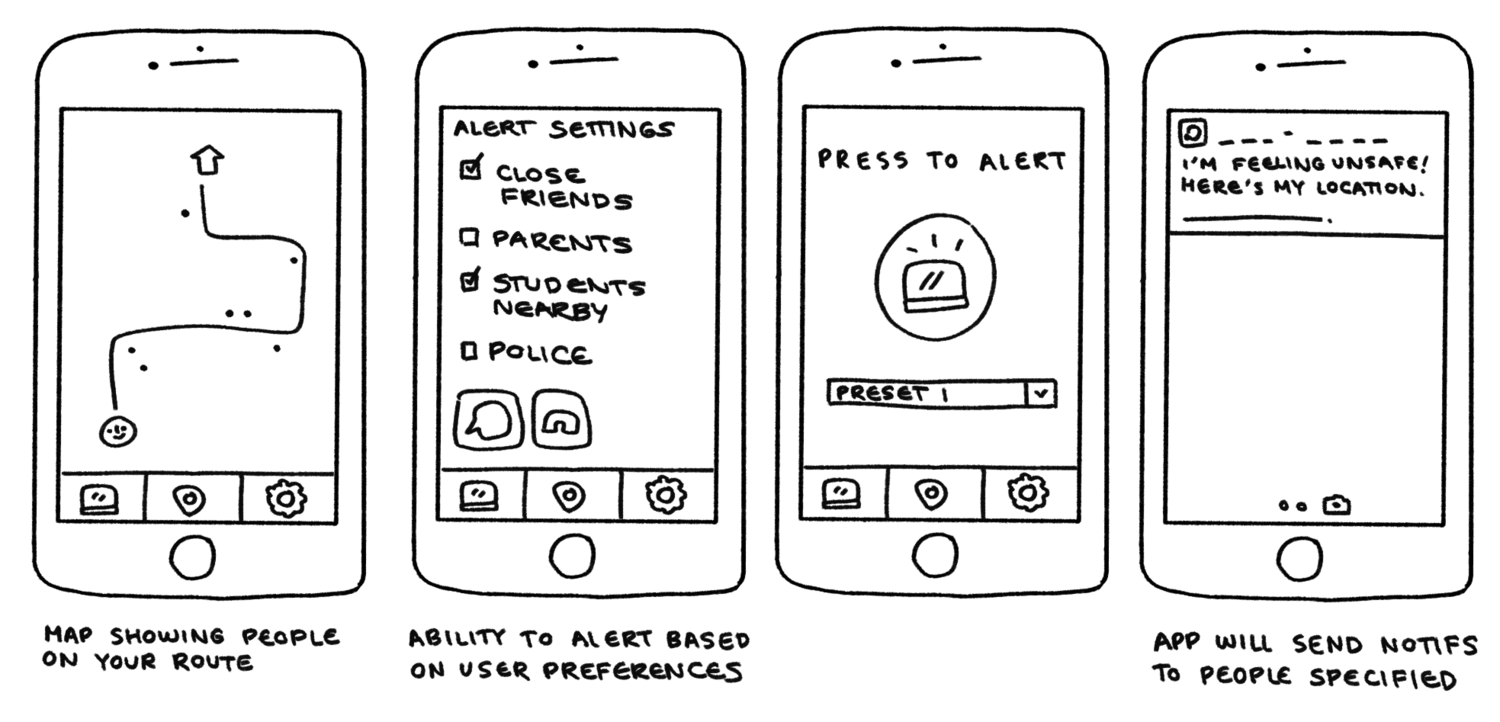 ALERT SETTINGS
CLOSE
FRIENDS
PARENTS
STUDENTS
NEARBY
POLICE
PRESS TO ALERT
PRESET 1
I'M FEELING UNSAFE!
HERE'S MY LOCATION.
MAP SHOWING PEOPLE
ON YOUR ROUTE
ABILITY TO ALERT BASED
ON USER PREFERENCES
APP WILL SEND NOTIFS
TO PEOPLE SPECIFIED